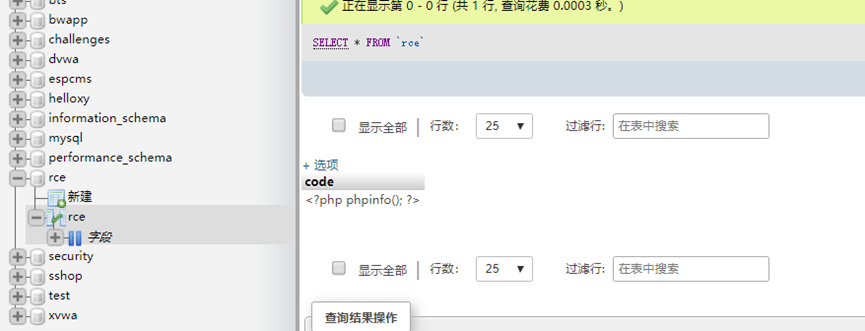 bts
bwapp
challenges
dvwa
espcms
helloxy
information_schema
mysql
performance_schema
rce
新建
rce
字段
security
sshop
test
xvwa
正在显示第 0 - 0 行 (共 1 行, 查询花费 0.0003 秒。)
SELECT * FROM `rce`
显示全部 | 行数: 25 ▼ 过滤行: 在表中搜索
+ 选项
code
<?php phpinfo(); ?>
显示全部 | 行数: 25 ▼ 过滤行: 在表中搜索
查询结果操作